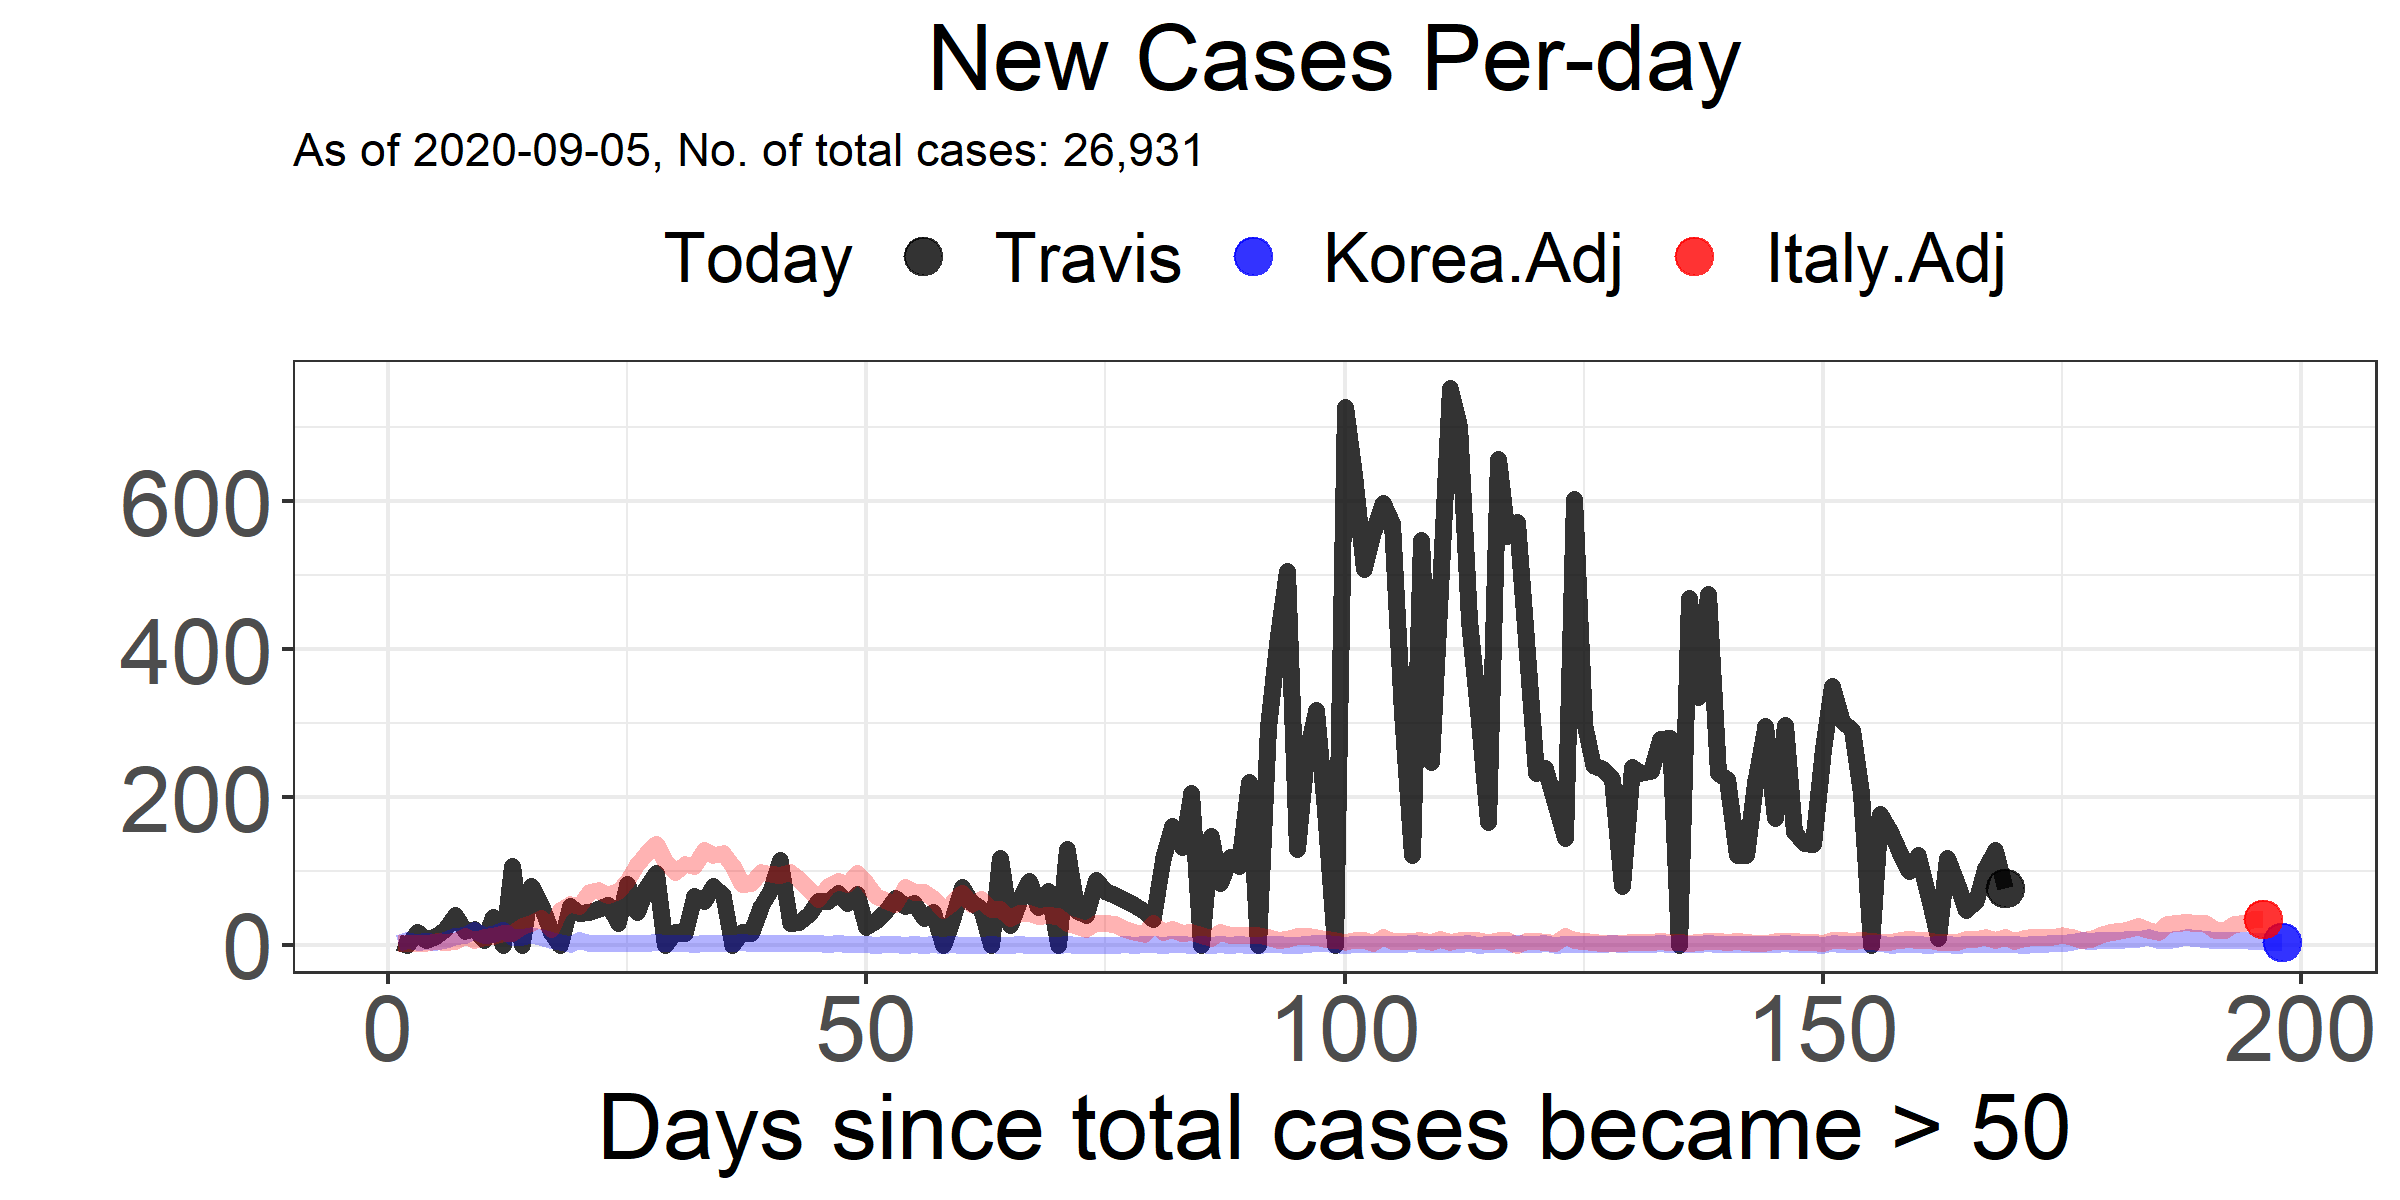 New Cases Per-day
As of 2020-09-05, No. of total cases: 26,931
Today Travis Korea.Adj Italy.Adj
600
400
200
0
0 50 100 150 200
Days since total cases became > 50